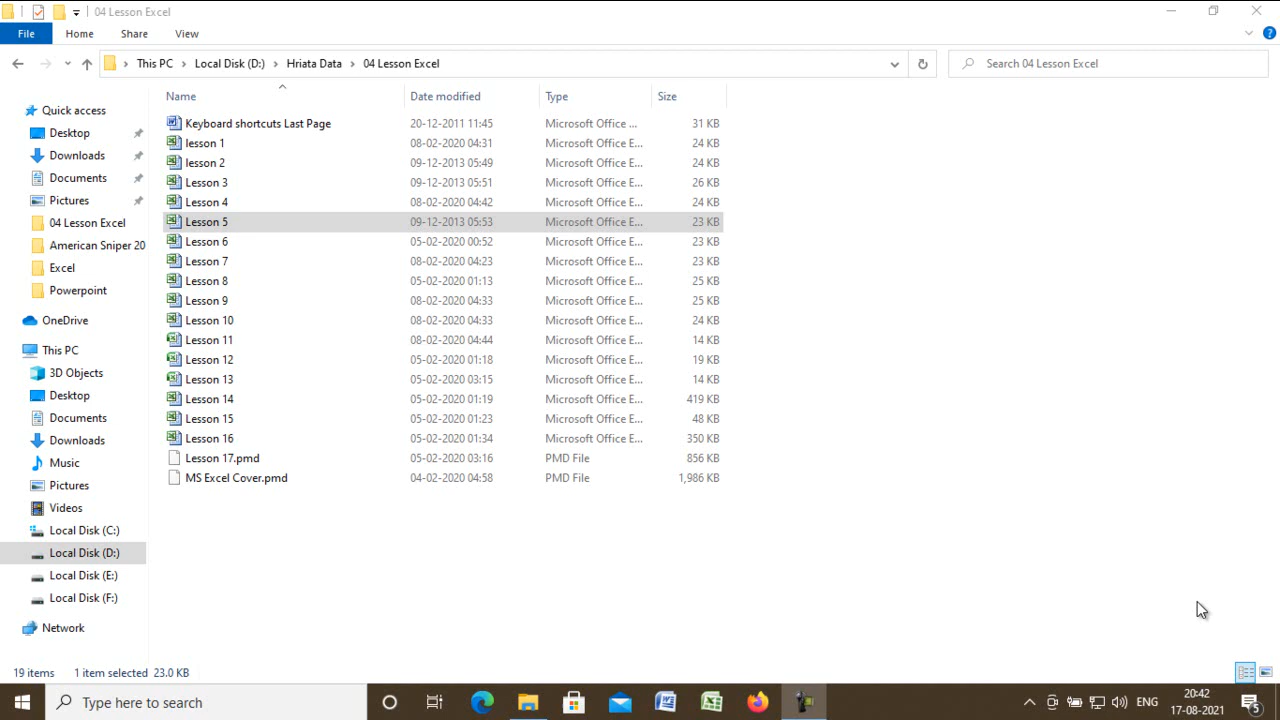 04 Lesson Excel
File Home Share View
This PC Local Disk (D:) Hriata Data 04 Lesson Excel Search 04 Lesson Excel
Name Date modified Type Size
Quick access
Desktop
Downloads
Documents
Pictures
04 Lesson Excel
American Sniper 20
Excel
Powerpoint
OneDrive
This PC
3D Objects
Desktop
Documents
Downloads
Music
Pictures
Videos
Local Disk (C:)
Local Disk (D:)
Local Disk (E:)
Local Disk (F:)
Network
Keyboard shortcuts Last Page 20-12-2011 11:45 Microsoft Office ... 31 KB
lesson 1 08-02-2020 04:31 Microsoft Office E... 24 KB
lesson 2 09-12-2013 05:49 Microsoft Office E... 24 KB
Lesson 3 09-12-2013 05:51 Microsoft Office E... 26 KB
Lesson 4 08-02-2020 04:42 Microsoft Office E... 24 KB
Lesson 5 09-12-2013 05:53 Microsoft Office E... 23 KB
Lesson 6 05-02-2020 00:52 Microsoft Office E... 23 KB
Lesson 7 08-02-2020 04:23 Microsoft Office E... 23 KB
Lesson 8 05-02-2020 01:13 Microsoft Office E... 25 KB
Lesson 9 08-02-2020 04:33 Microsoft Office E... 25 KB
Lesson 10 08-02-2020 04:33 Microsoft Office E... 24 KB
Lesson 11 08-02-2020 04:44 Microsoft Office E... 14 KB
Lesson 12 05-02-2020 01:18 Microsoft Office E... 19 KB
Lesson 13 05-02-2020 03:15 Microsoft Office E... 14 KB
Lesson 14 05-02-2020 01:19 Microsoft Office E... 419 KB
Lesson 15 05-02-2020 01:23 Microsoft Office E... 48 KB
Lesson 16 05-02-2020 01:34 Microsoft Office E... 350 KB
Lesson 17.pmd 05-02-2020 03:16 PMD File 856 KB
MS Excel Cover.pmd 04-02-2020 04:58 PMD File 1,986 KB
19 items 1 item selected 23.0 KB
Type here to search
ENG
20:42
17-08-2021
5